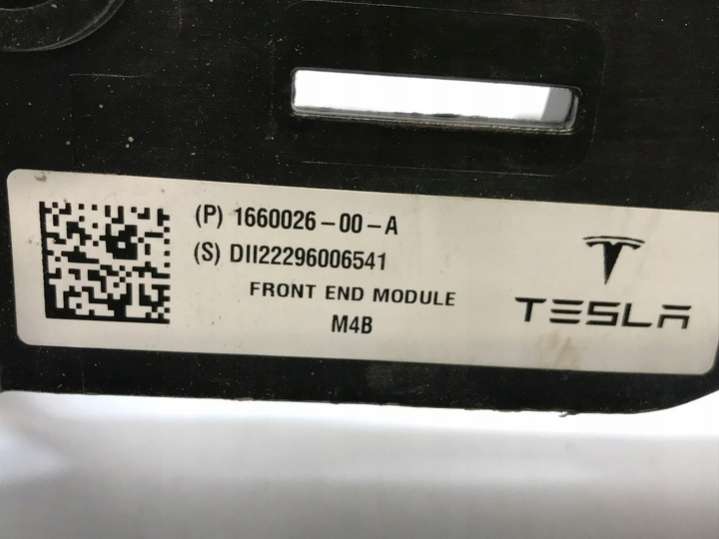 (P) 1660026-00-A
(S) DII22296006541
FRONT END MODULE
M4B
TESLA